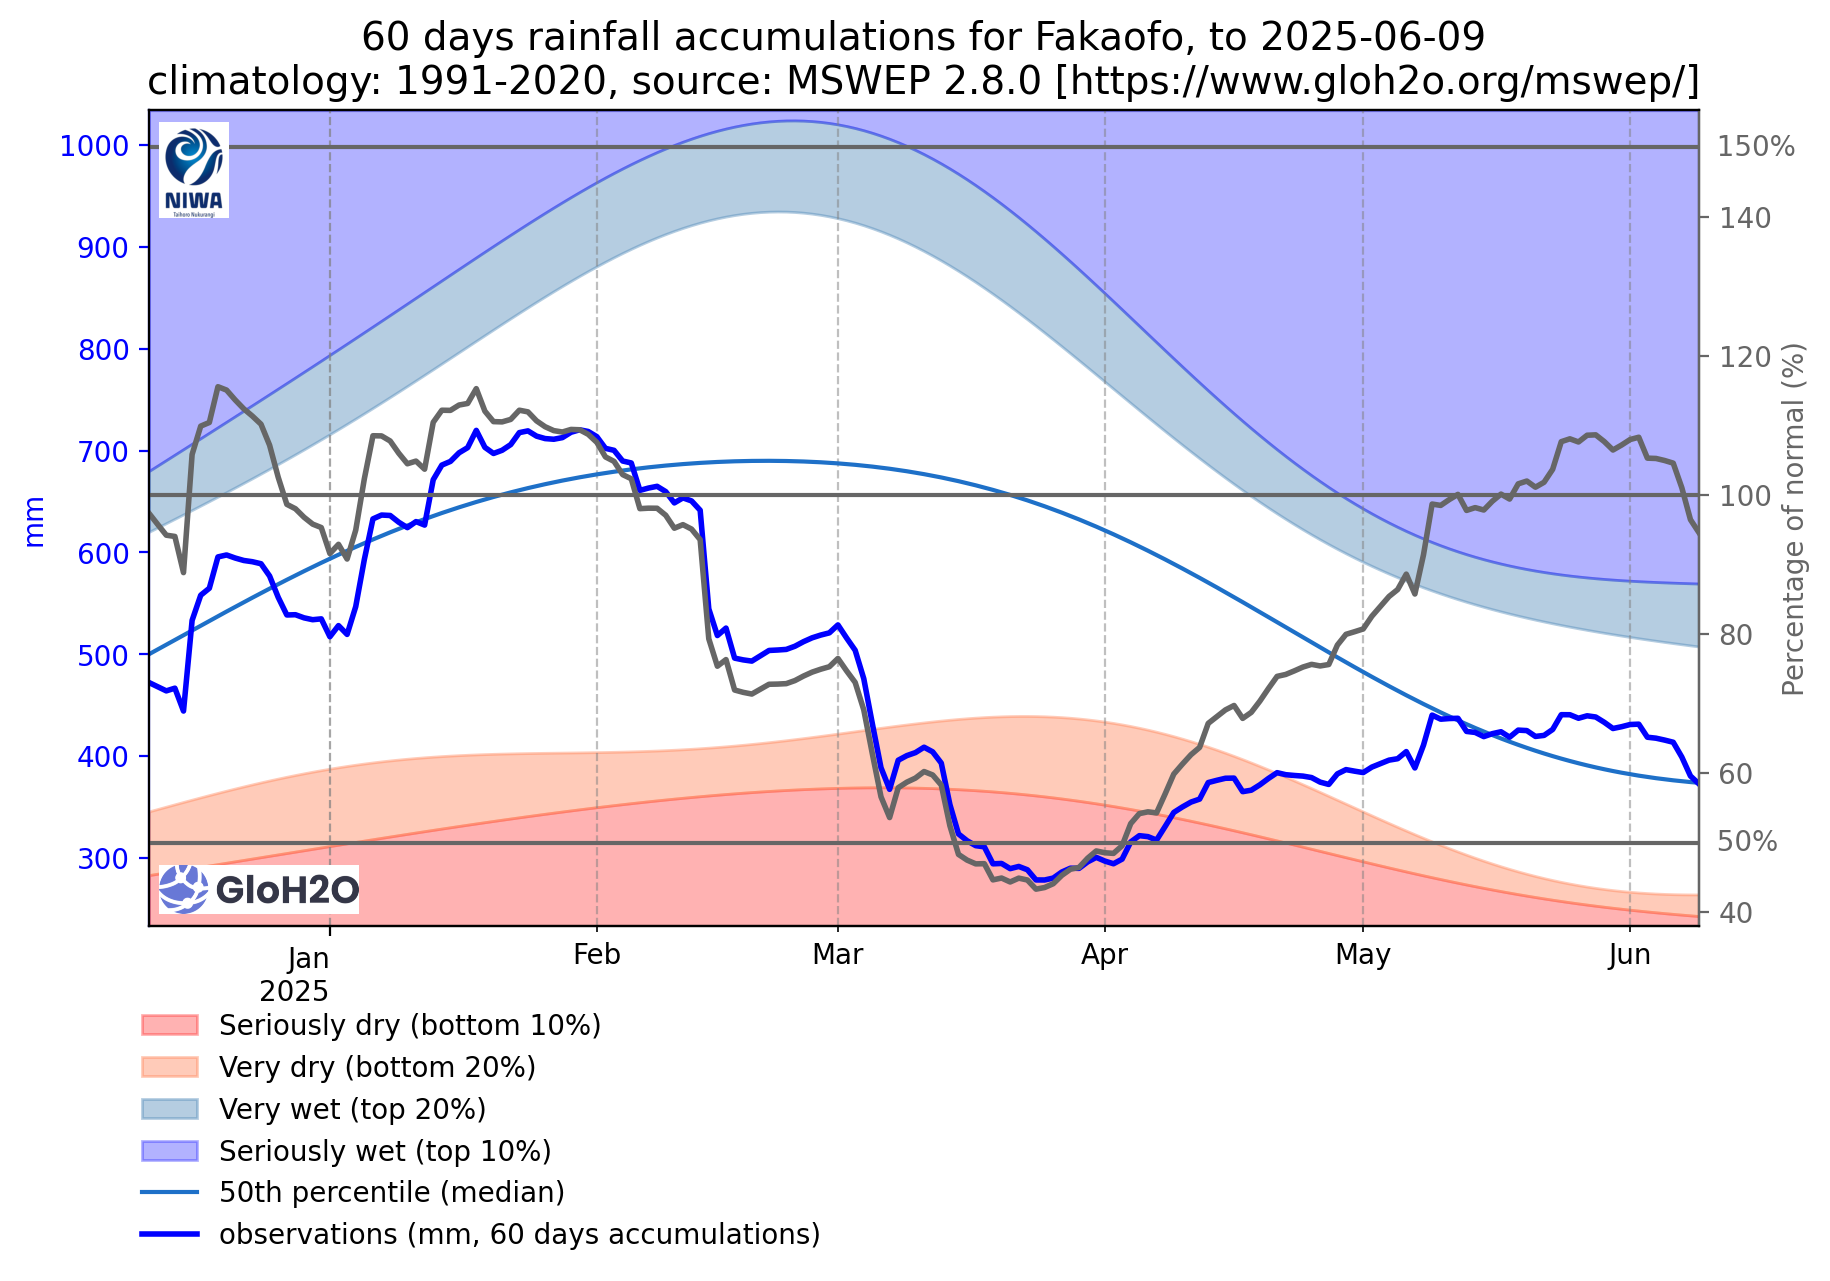 60 days rainfall accumulations for Fakaofo, to 2025-06-09
climatology: 1991-2020, source: MSWEP 2.8.0 [https://www.gloh2o.org/mswep/]
1000
900
800
700
600
500
400
300
mm
NIWA
Taihoro Nukurangi
GloH2O
150%
140
120
100
80
60
50%
40
Percentage of normal (%)
Jan
2025
Feb
Mar
Apr
May
Jun
Seriously dry (bottom 10%)
Very dry (bottom 20%)
Very wet (top 20%)
Seriously wet (top 10%)
50th percentile (median)
observations (mm, 60 days accumulations)